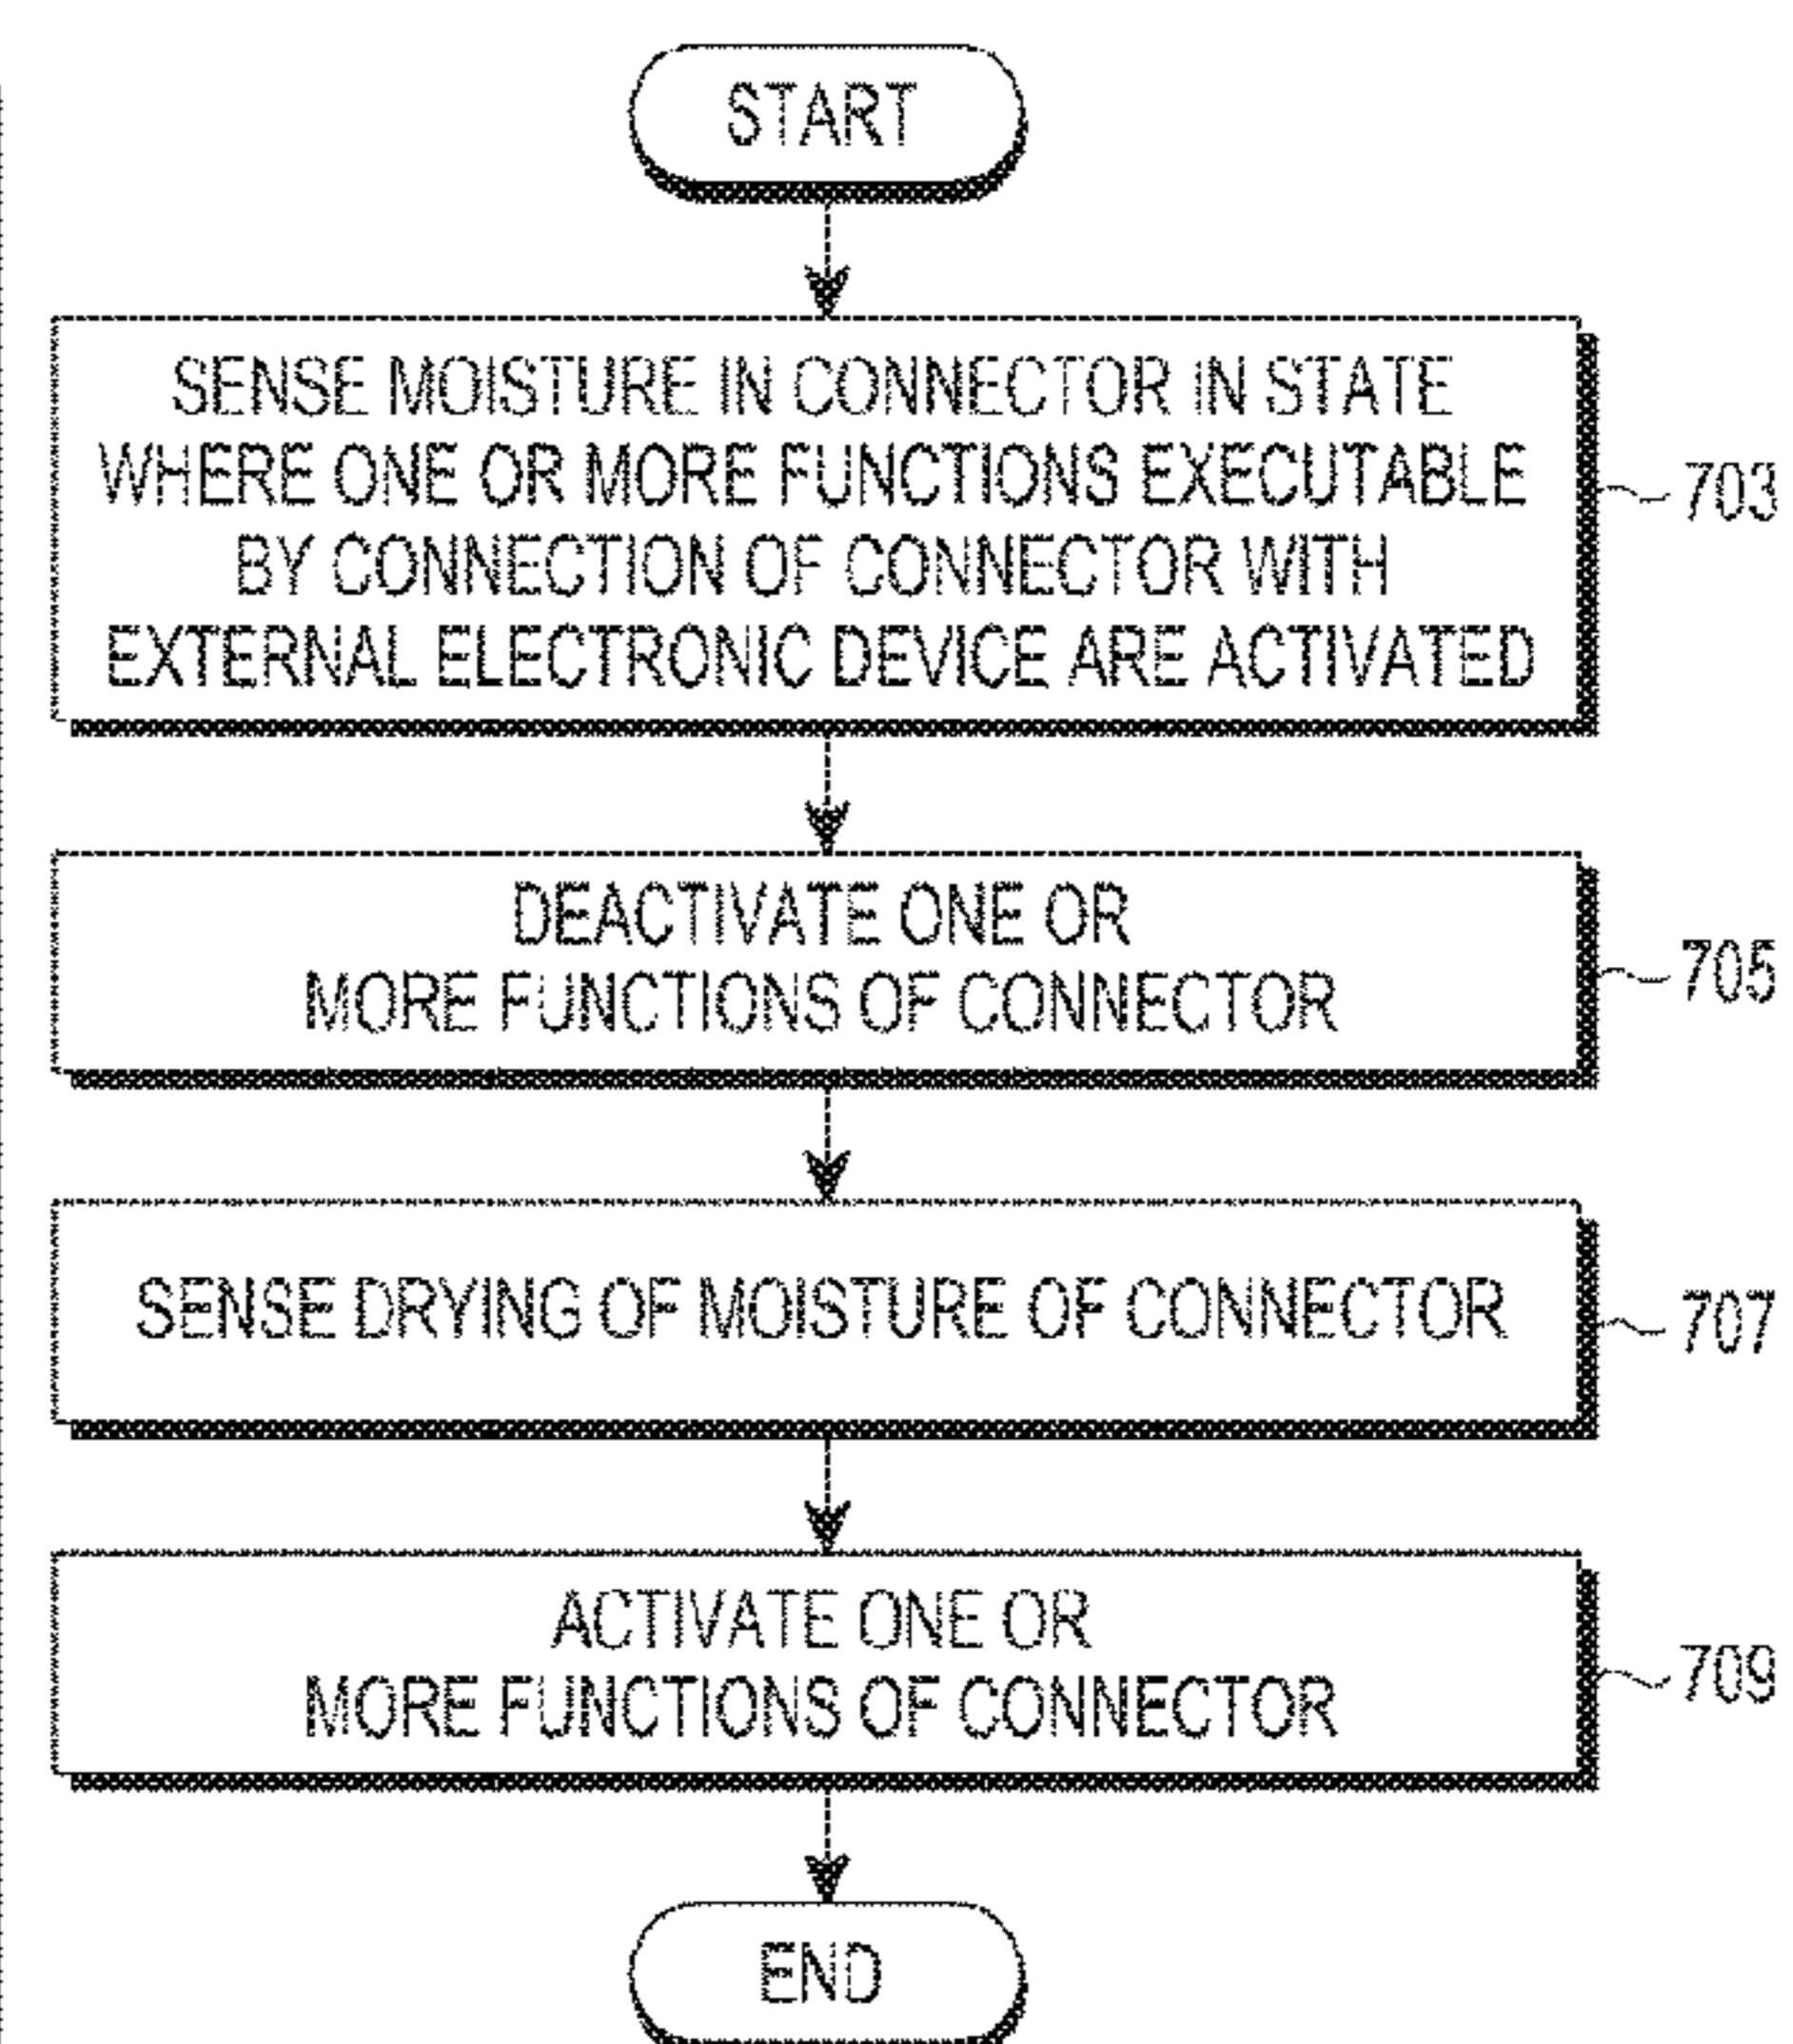 START
SENSE MOISTURE IN CONNECTOR IN STATE
WHERE ONE OR MORE FUNCTIONS EXECUTABLE
BY CONNECTION OF CONNECTOR WITH
EXTERNAL ELECTRONIC DEVICE ARE ACTIVATED
703
DEACTIVATE ONE OR
MORE FUNCTIONS OF CONNECTOR
705
SENSE DRYING OF MOISTURE OF CONNECTOR
707
ACTIVATE ONE OR
MORE FUNCTIONS OF CONNECTOR
709
END